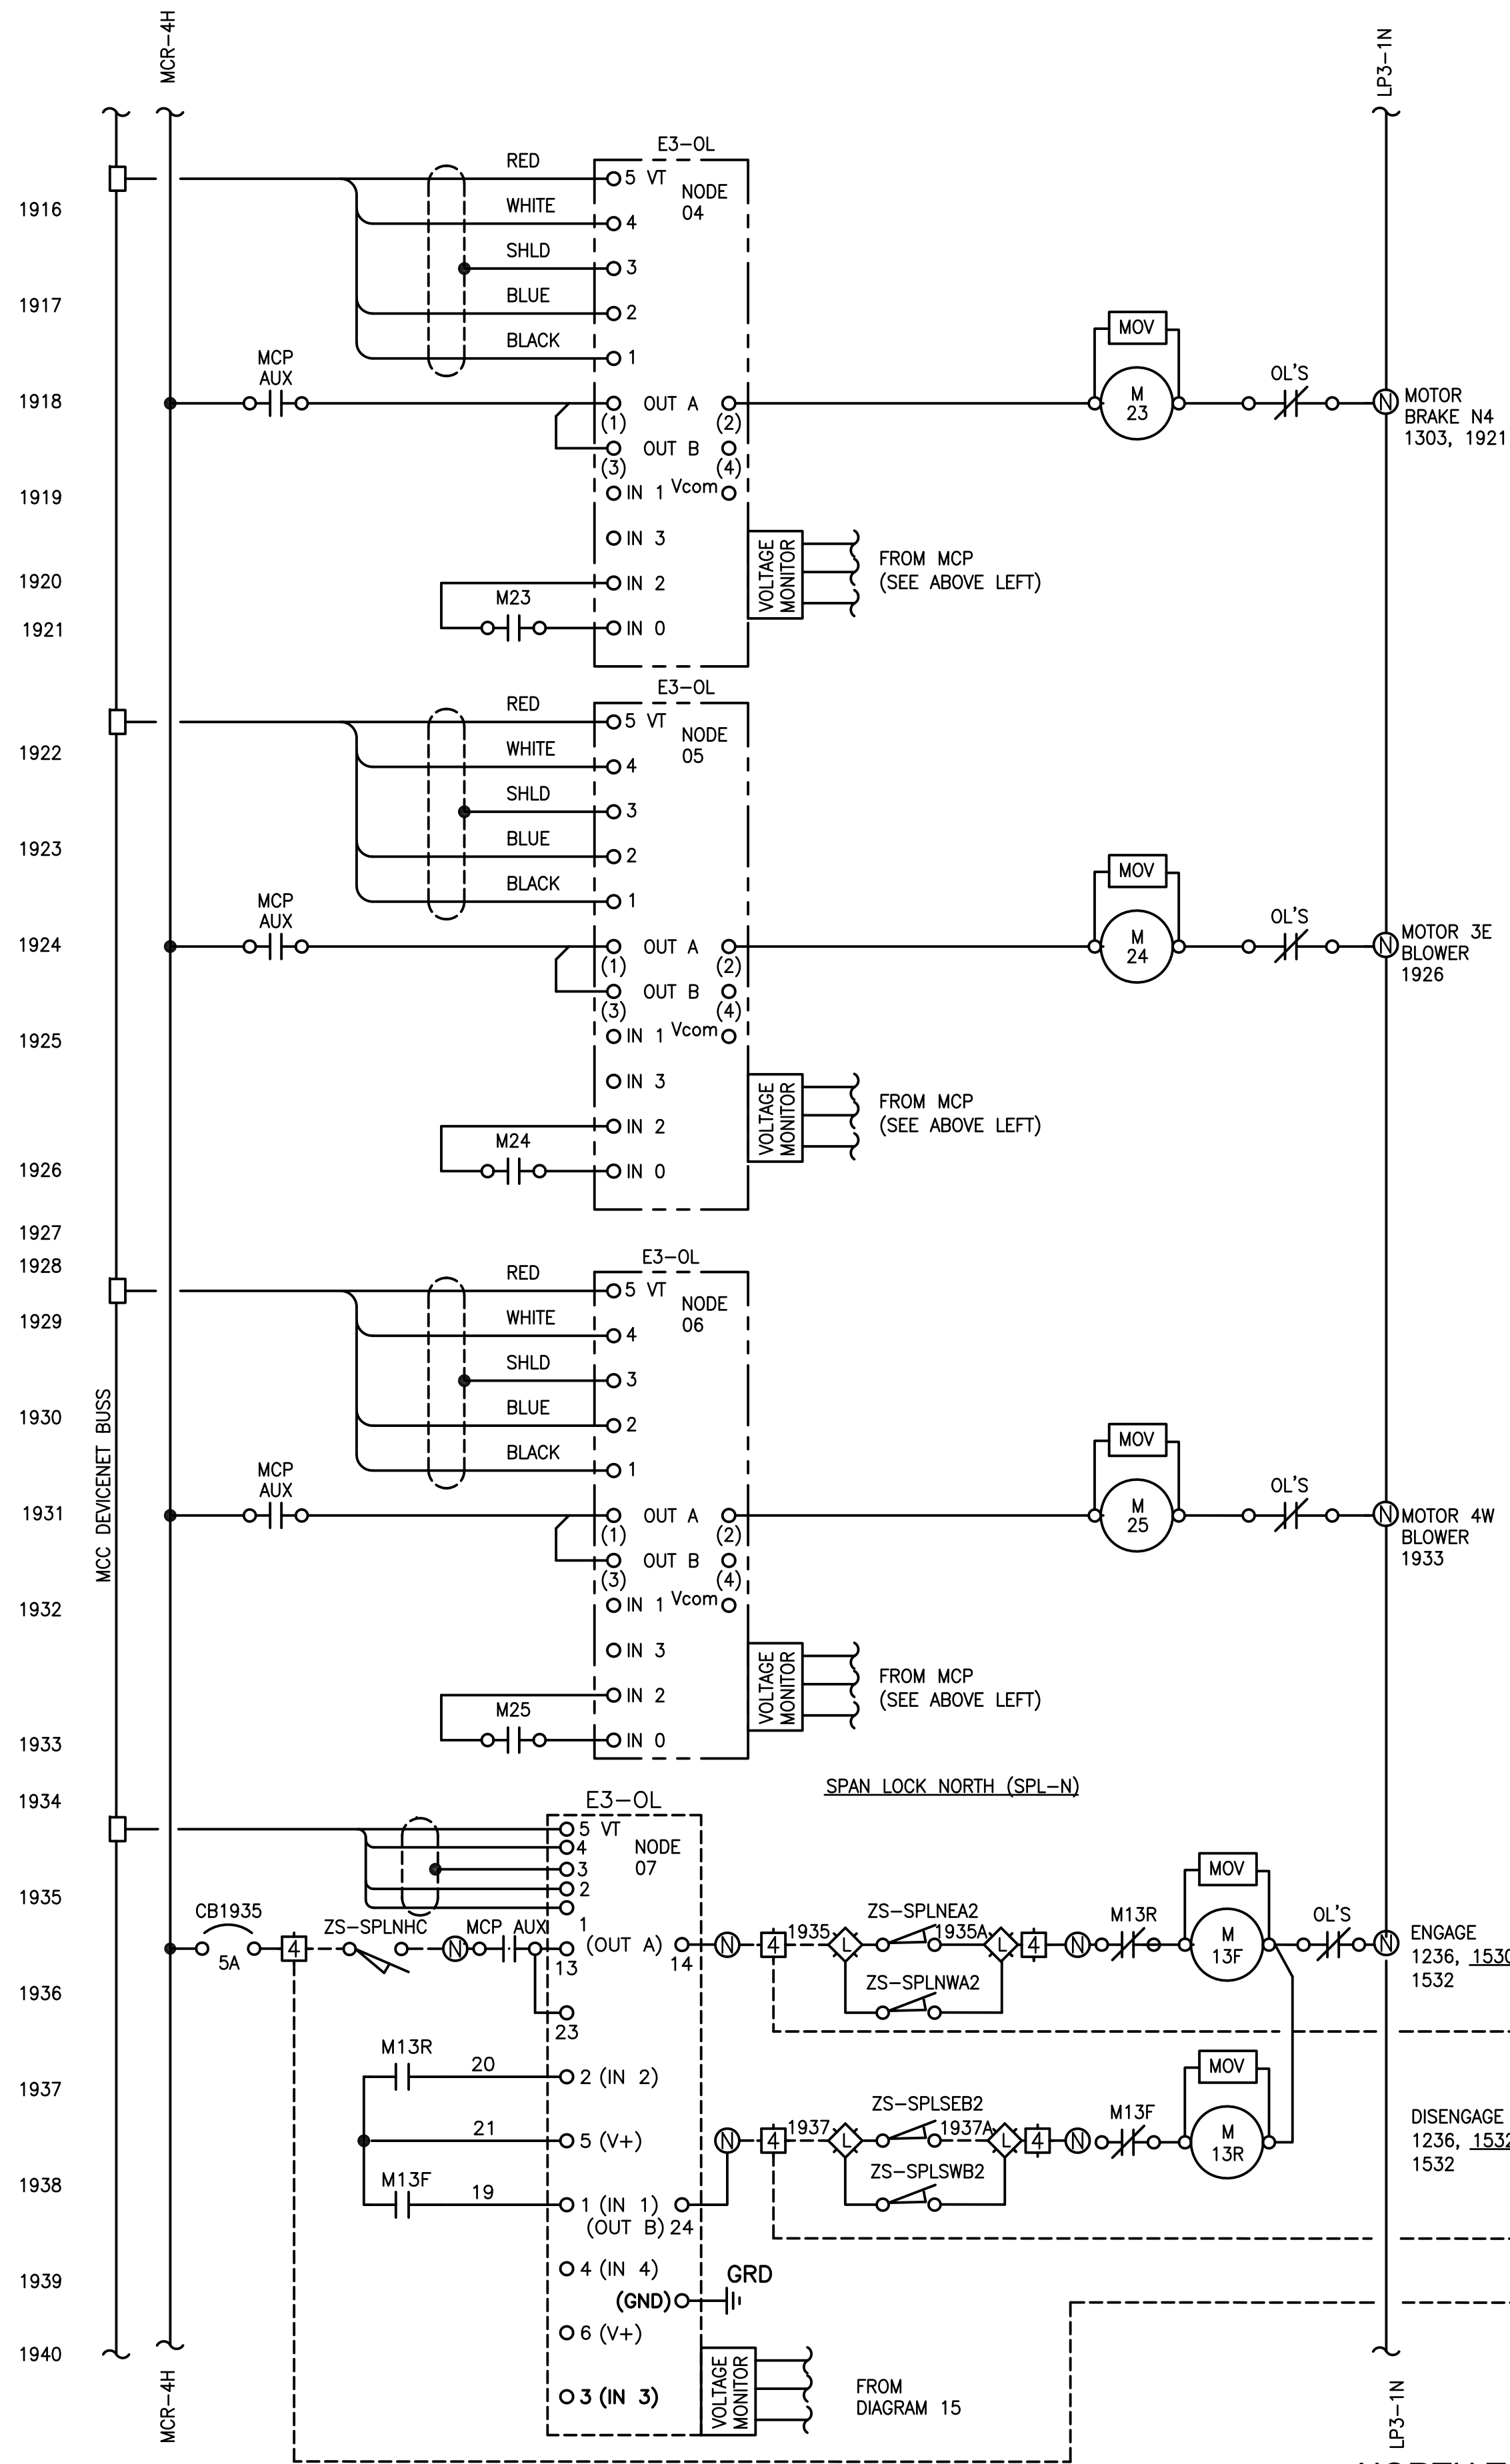 MCR-4H
LP3-1N
E3-OL
RED
5 VT
NODE
04
1916
WHITE
4
SHLD
3
1917
BLUE
2
MOV
BLACK
1
MCP
AUX
OL'S
1918
OUT A
(1)
(2)
M
23
N
MOTOR
BRAKE N4
1303, 1921
OUT B
(3)
(4)
1919
IN 1
Vcom
IN 3
VOLTAGE
MONITOR
FROM MCP
(SEE ABOVE LEFT)
1920
IN 2
M23
1921
IN 0
E3-OL
RED
5 VT
NODE
05
1922
WHITE
4
SHLD
3
1923
BLUE
2
MOV
BLACK
1
MCP
AUX
OL'S
1924
OUT A
(1)
(2)
M
24
N
MOTOR 3E
BLOWER
1926
OUT B
(3)
(4)
1925
IN 1
Vcom
IN 3
VOLTAGE
MONITOR
FROM MCP
(SEE ABOVE LEFT)
IN 2
M24
1926
IN 0
1927
1928
E3-OL
RED
5 VT
NODE
06
1929
WHITE
4
SHLD
3
MCC DEVICENET BUSS
1930
BLUE
2
MOV
BLACK
1
MCP
AUX
OL'S
1931
OUT A
(1)
(2)
M
25
N
MOTOR 4W
BLOWER
1933
OUT B
(3)
(4)
1932
IN 1
Vcom
IN 3
VOLTAGE
MONITOR
FROM MCP
(SEE ABOVE LEFT)
IN 2
M25
1933
IN 0
SPAN LOCK NORTH (SPL-N)
1934
E3-OL
5 VT
4
NODE
07
3
2
1
1935
CB1935
5A
4
ZS-SPLNHC
N
MCP AUX
13
(OUT A)
14
N
4
1935
L
ZS-SPLNEA2
1935A
L
4
N
M13R
MOV
M
13F
OL'S
N
ENGAGE
1236, 1530
1532
1936
ZS-SPLNWA2
23
M13R
20
2 (IN 2)
1937
MOV
21
5 (V+)
N
4
1937
L
ZS-SPLSEB2
1937A
L
4
N
M13F
M
13R
DISENGAGE
1236, 1532
1532
ZS-SPLSWB2
1938
M13F
19
1 (IN 1)
(OUT B)
24
4 (IN 4)
1939
GRD
(GND)
6 (V+)
1940
3 (IN 3)
VOLTAGE
MONITOR
FROM
DIAGRAM 15
MCR-4H
LP3-1N